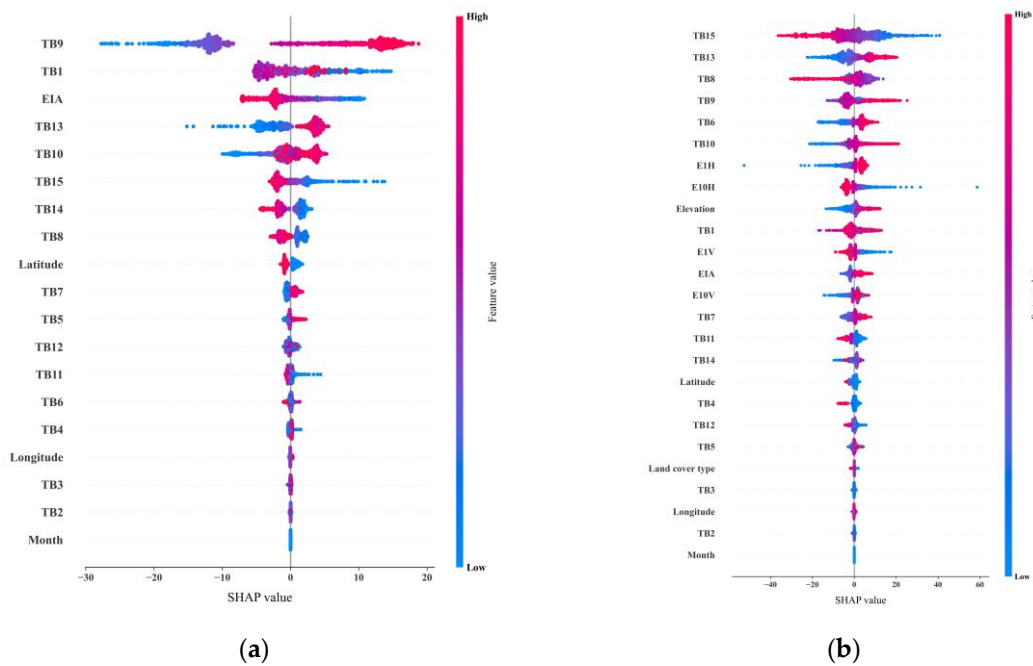 High
TB9
TB1
EIA
TB13
TB10
TB15
TB14
TB8
Latitude
TB7
TB5
TB12
TB11
TB6
TB4
Longitude
TB3
TB2
Month
Feature value
Low
−30 −20 −10 0 10 20
SHAP value
(a)
High
TB15
TB13
TB8
TB9
TB6
TB10
E1H
E10H
Elevation
TB1
E1V
EIA
E10V
TB7
TB11
TB14
Latitude
TB4
TB12
TB5
Land cover type
TB3
Longitude
TB2
Month
Low
−40 −20 0 20 40 60
SHAP value
(b)